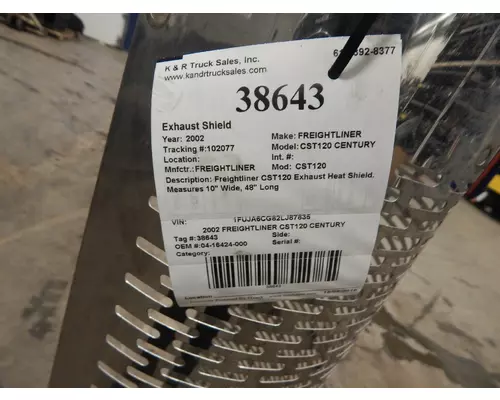 K & R Truck Sales, Inc.
www.kandrtrucksales.com
38643
Exhaust Shield
Year: 2002 Make: FREIGHTLINER
Tracking #:102077 Model: CST120 CENTURY
Location: Int. #:
Mnfctr.:FREIGHTLINER Mod: CST120
Description: Freightliner CST120 Exhaust Heat Shield.
Measures 10" Wide, 48" Long
VIN: 1FUJA6CG82LJ87835
2002 FREIGHTLINER CST120 CENTURY
Tag #:38643 Side:
OEM #:04-16424-000 Serial #:
Category:
Location